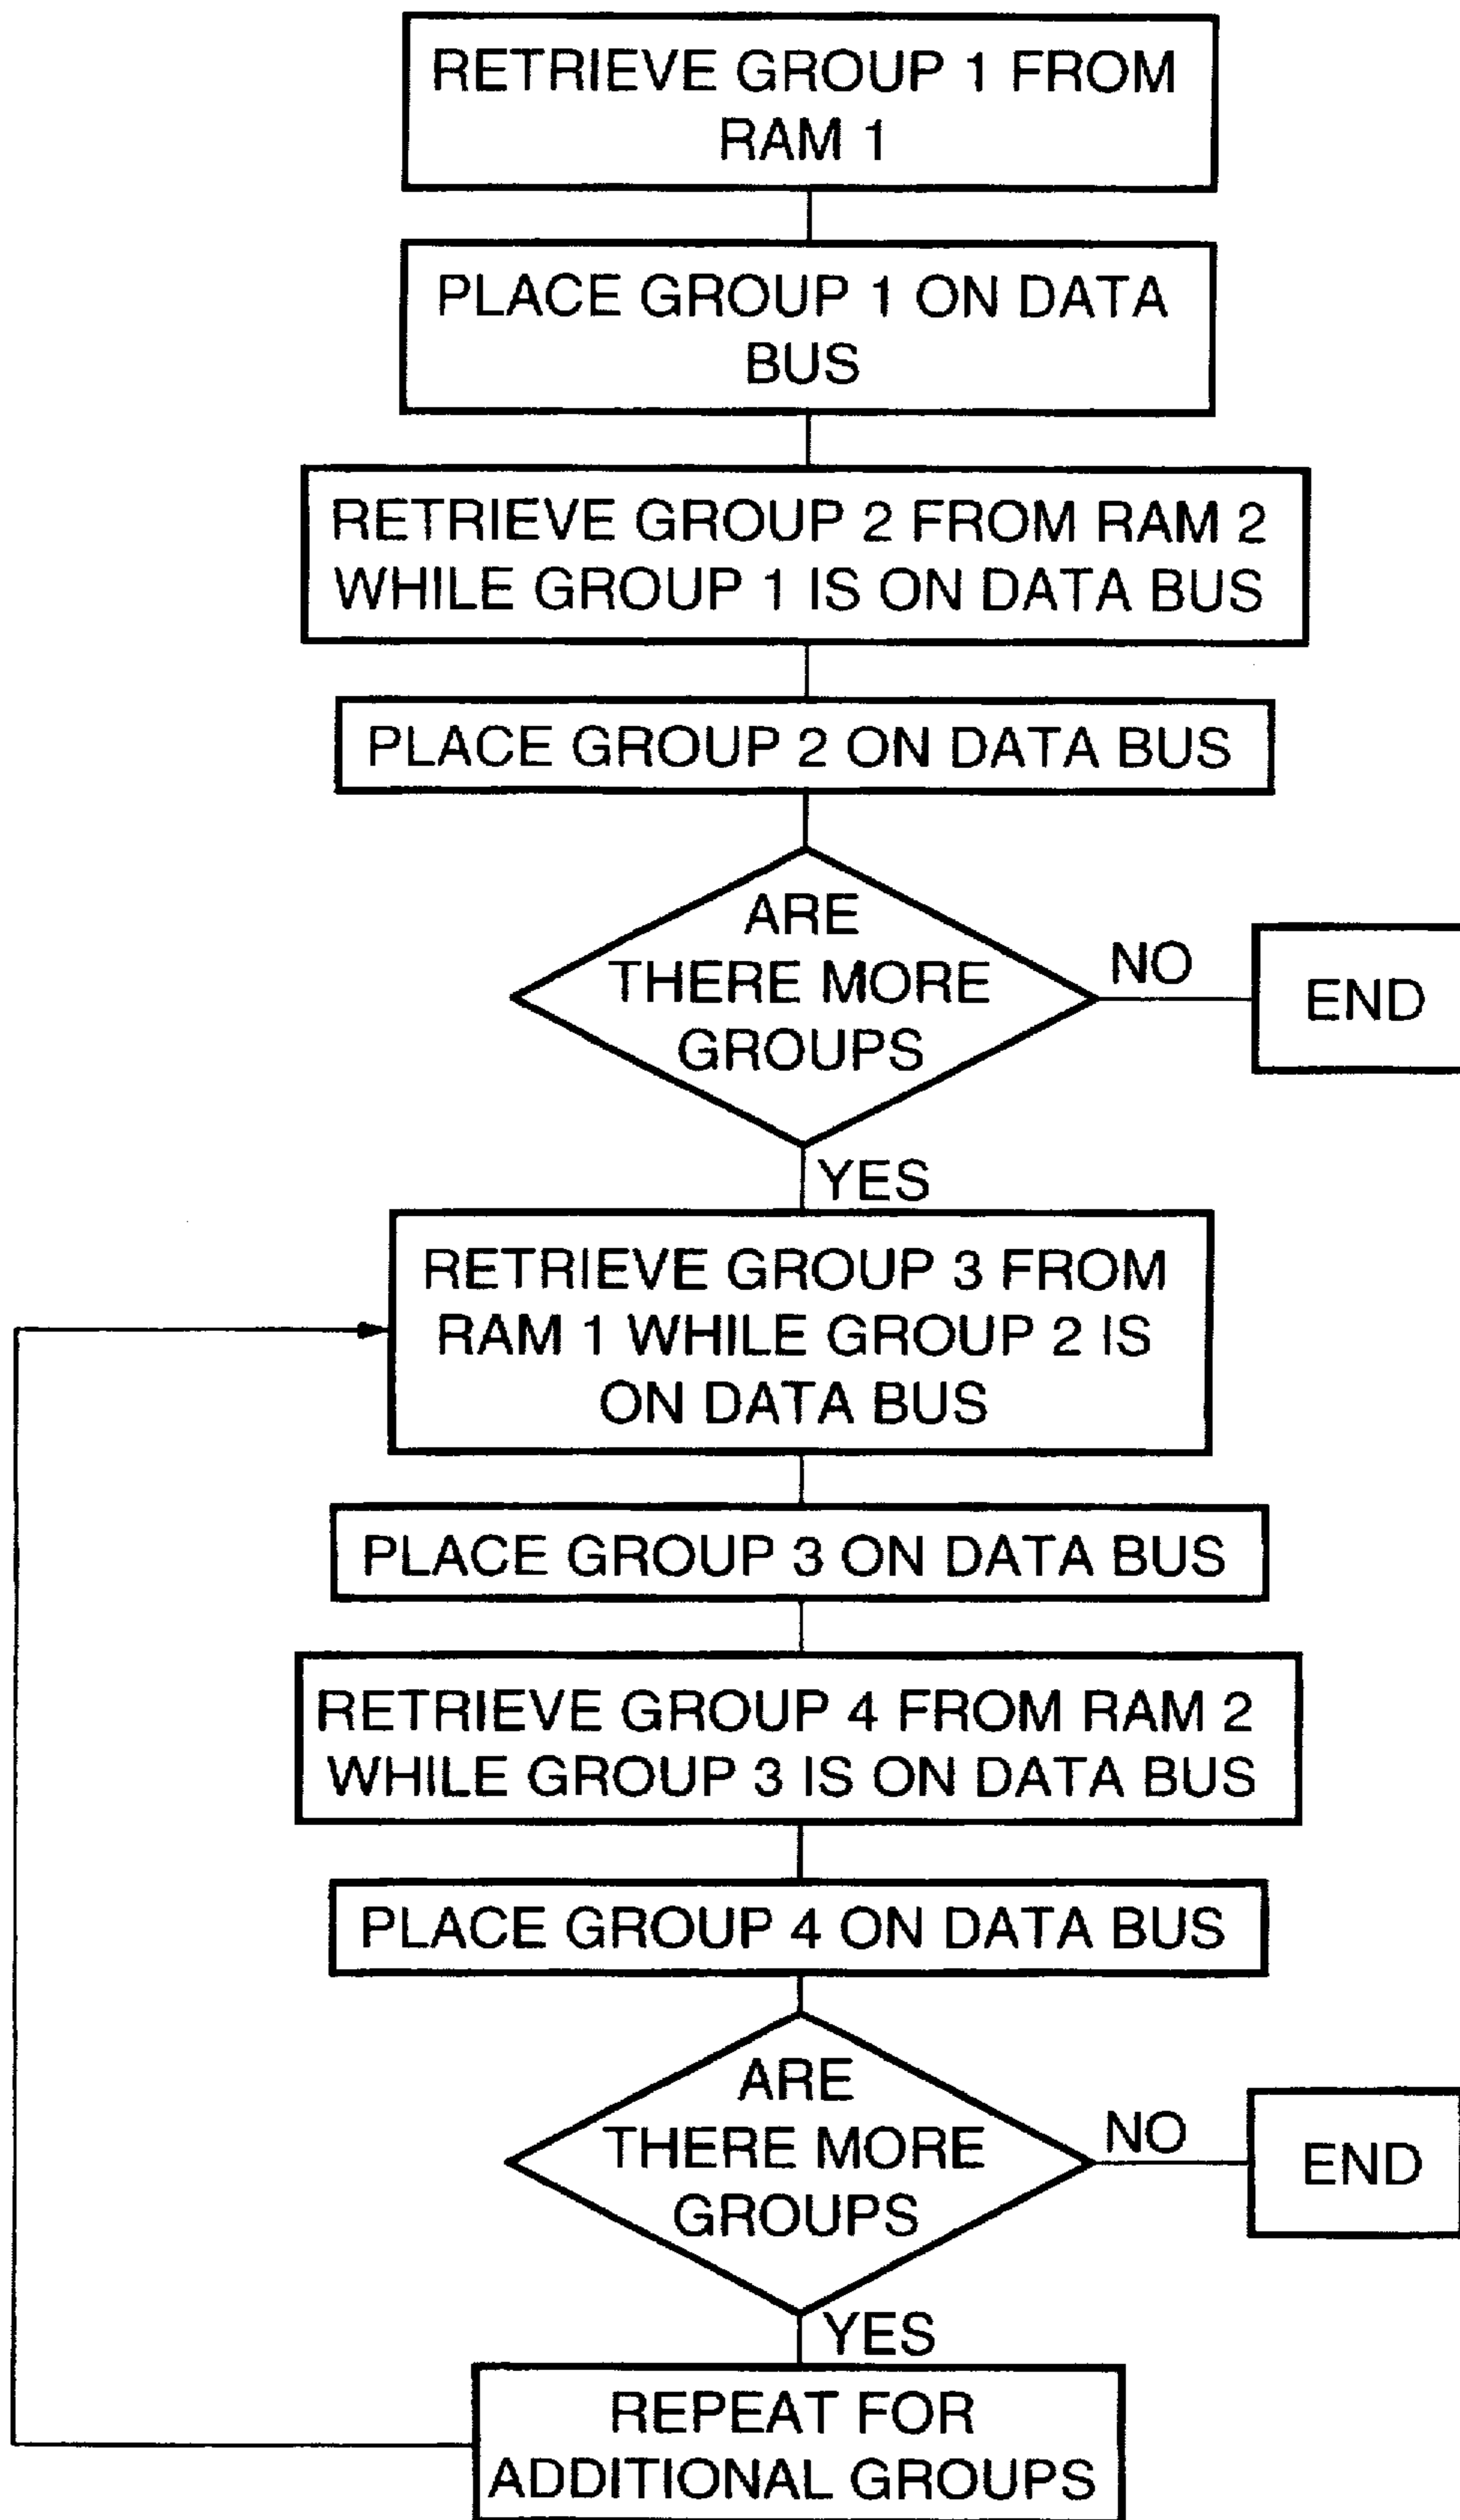 RETRIEVE GROUP 1 FROM
RAM 1
PLACE GROUP 1 ON DATA
BUS
RETRIEVE GROUP 2 FROM RAM 2
WHILE GROUP 1 IS ON DATA BUS
PLACE GROUP 2 ON DATA BUS
ARE
THERE MORE
GROUPS
NO
END
YES
RETRIEVE GROUP 3 FROM
RAM 1 WHILE GROUP 2 IS
ON DATA BUS
PLACE GROUP 3 ON DATA BUS
RETRIEVE GROUP 4 FROM RAM 2
WHILE GROUP 3 IS ON DATA BUS
PLACE GROUP 4 ON DATA BUS
ARE
THERE MORE
GROUPS
NO
END
YES
REPEAT FOR
ADDITIONAL GROUPS